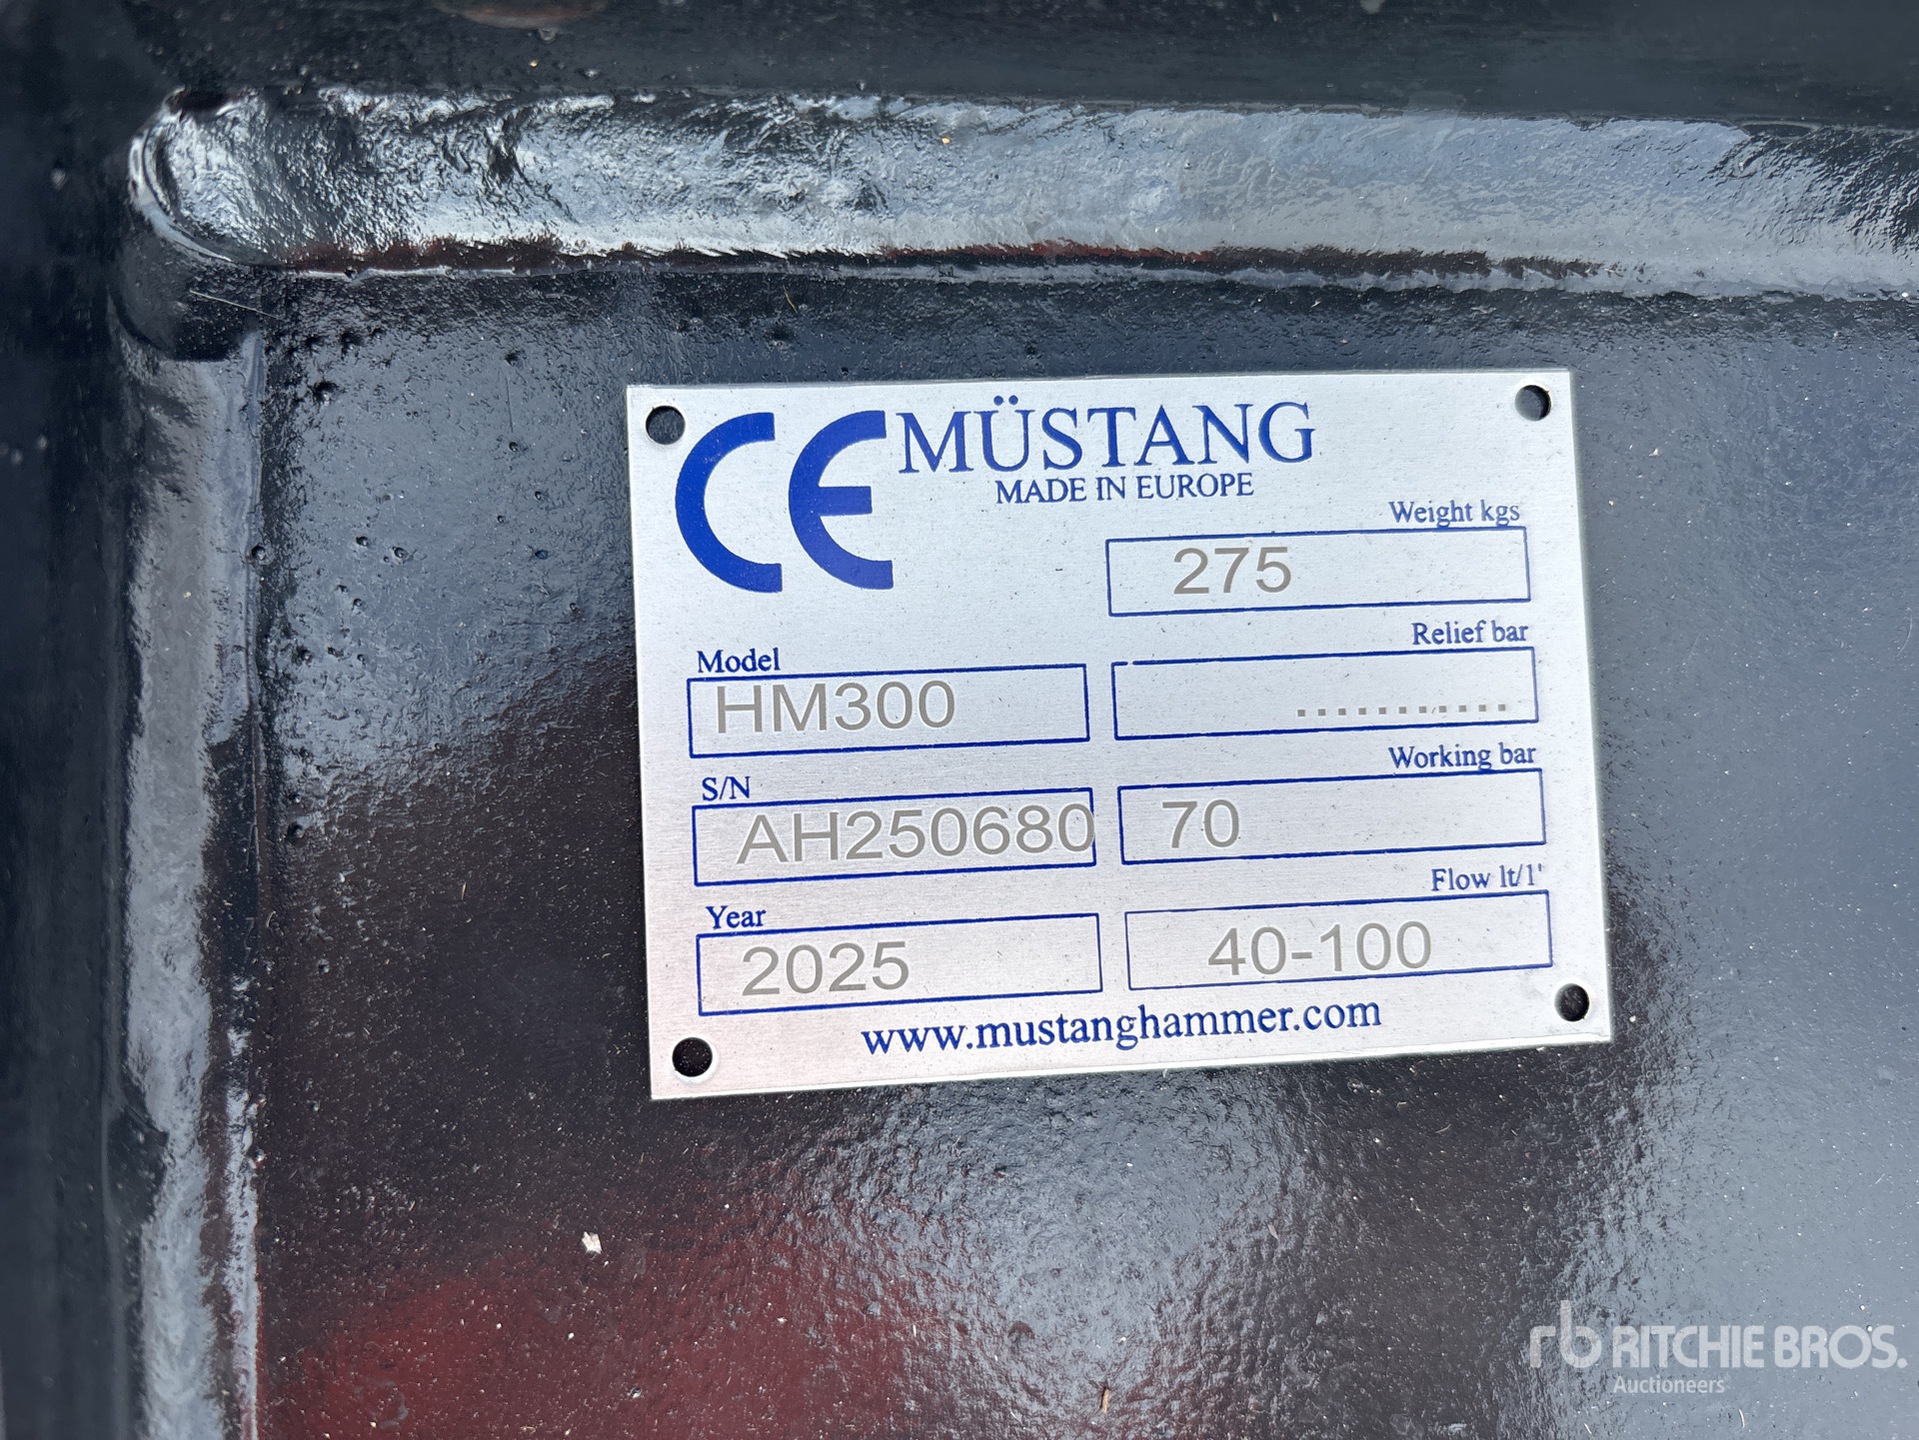 CE MÜSTANG
MADE IN EUROPE
Weight kgs
275
Model
HM300
Relief bar
...........
S/N
AH250680
Working bar
70
Year
2025
Flow lt/1'
40-100
www.mustanghammer.com
rb RITCHIE BROS.
Auctioneers